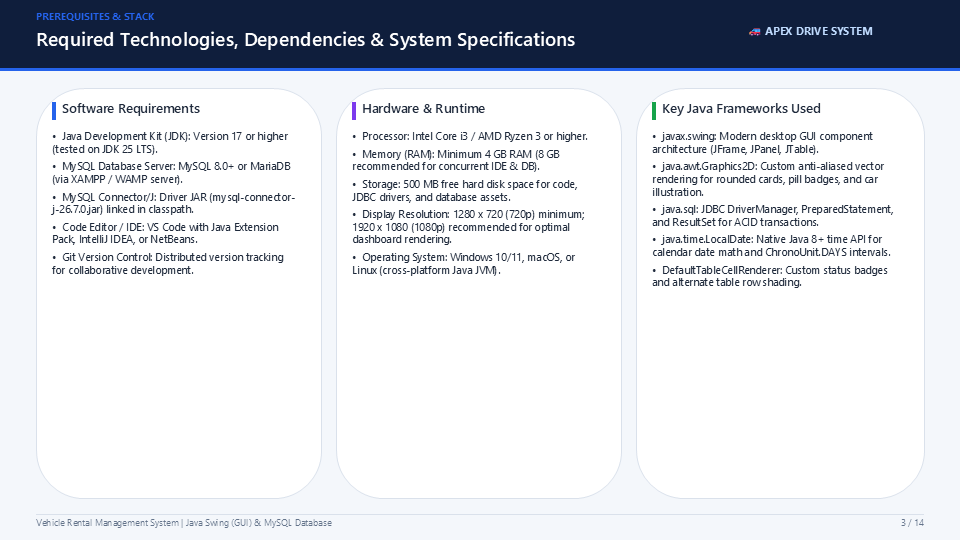 PREREQUISITES & STACK
Required Technologies, Dependencies & System Specifications
APEX DRIVE SYSTEM
Software Requirements
• Java Development Kit (JDK): Version 17 or higher
(tested on JDK 25 LTS).
• MySQL Database Server: MySQL 8.0+ or MariaDB
(via XAMPP / WAMP server).
• MySQL Connector/J: Driver JAR (mysql-connector-
j-26.7.0.jar) linked in classpath.
• Code Editor / IDE: VS Code with Java Extension
Pack, IntelliJ IDEA, or NetBeans.
• Git Version Control: Distributed version tracking
for collaborative development.
Hardware & Runtime
• Processor: Intel Core i3 / AMD Ryzen 3 or higher.
• Memory (RAM): Minimum 4 GB RAM (8 GB
recommended for concurrent IDE & DB).
• Storage: 500 MB free hard disk space for code,
JDBC drivers, and database assets.
• Display Resolution: 1280 x 720 (720p) minimum;
1920 x 1080 (1080p) recommended for optimal
dashboard rendering.
• Operating System: Windows 10/11, macOS, or
Linux (cross-platform Java JVM).
Key Java Frameworks Used
• javax.swing: Modern desktop GUI component
architecture (JFrame, JPanel, JTable).
• java.awt.Graphics2D: Custom anti-aliased vector
rendering for rounded cards, pill badges, and car
illustration.
• java.sql: JDBC DriverManager, PreparedStatement,
and ResultSet for ACID transactions.
• java.time.LocalDate: Native Java 8+ time API for
calendar date math and ChronoUnit.DAYS intervals.
• DefaultTableCellRenderer: Custom status badges
and alternate table row shading.
Vehicle Rental Management System | Java Swing (GUI) & MySQL Database
3 / 14